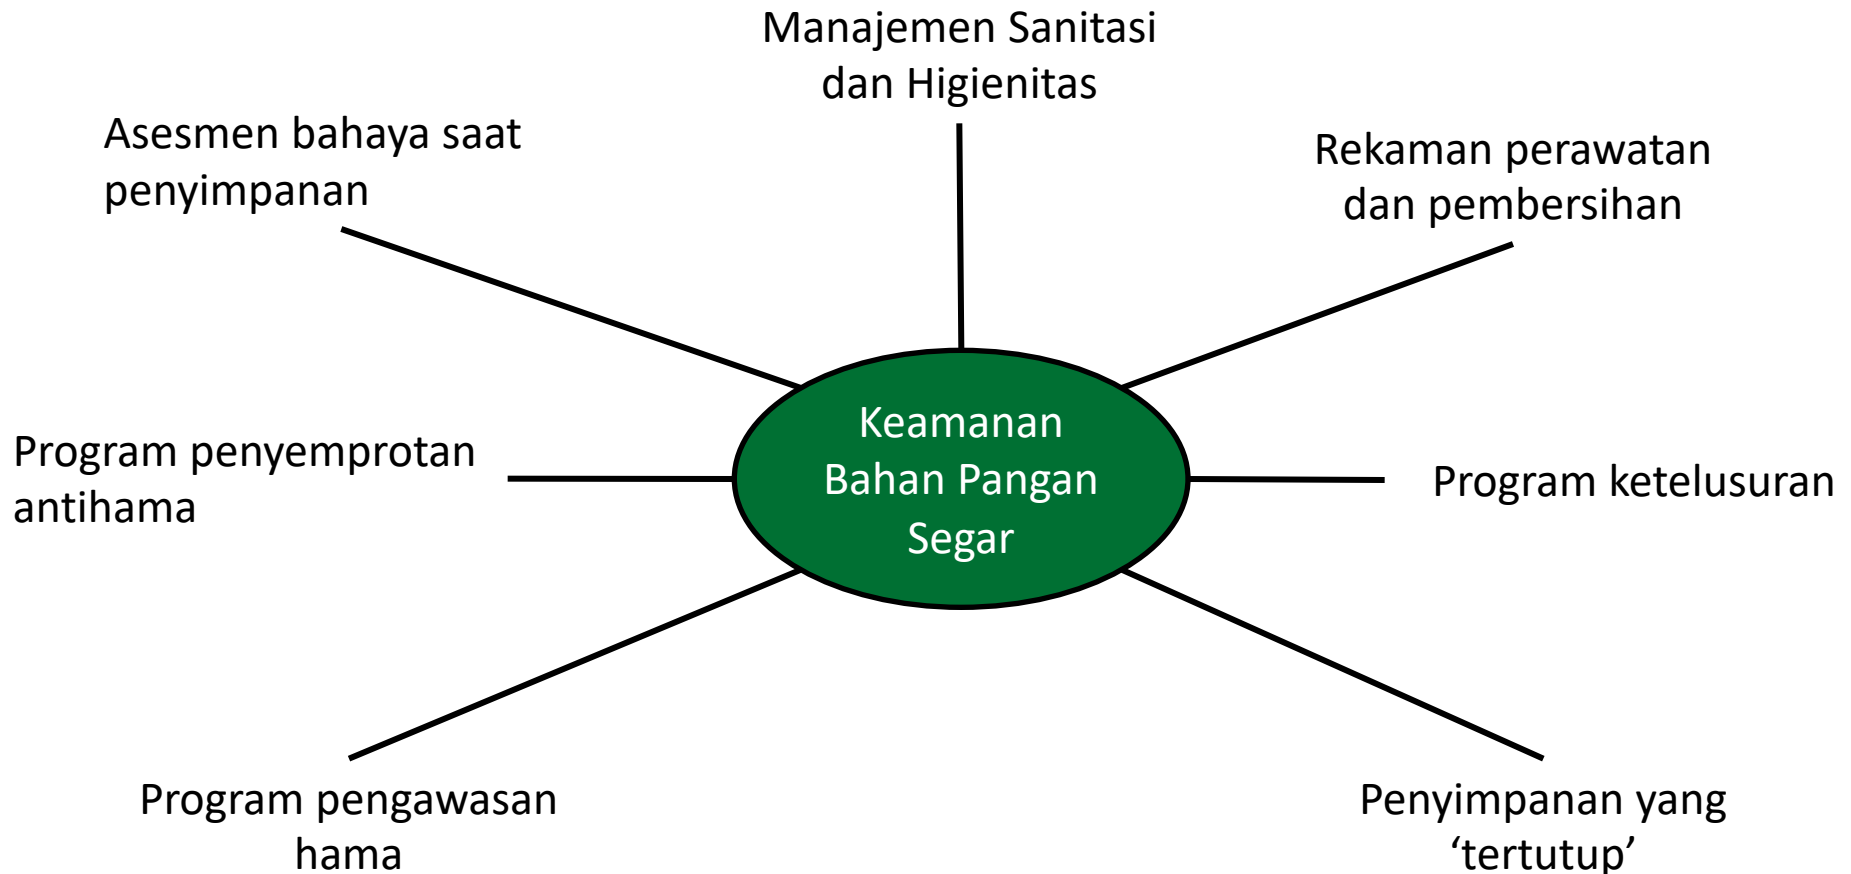 Manajemen Sanitasi
dan Higienitas
Asesmen bahaya saat
penyimpanan
Rekaman perawatan
dan pembersihan
Keamanan
Bahan Pangan
Segar
Program penyemprotan
antihama
Program ketelusuran
Program pengawasan
hama
Penyimpanan yang
‘tertutup’